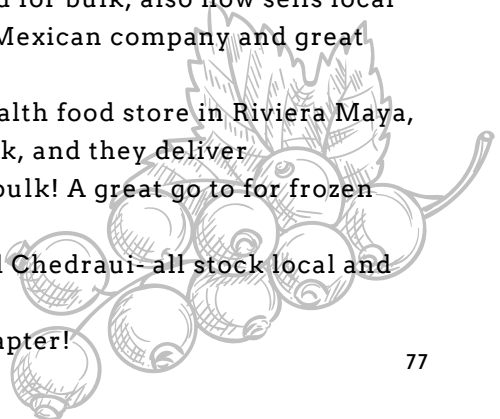 for bulk, also now sells local
Mexican company and great
alth food store in Riviera Maya,
k, and they deliver
bulk! A great go to for frozen
Chedraui- all stock local and
apter!
77